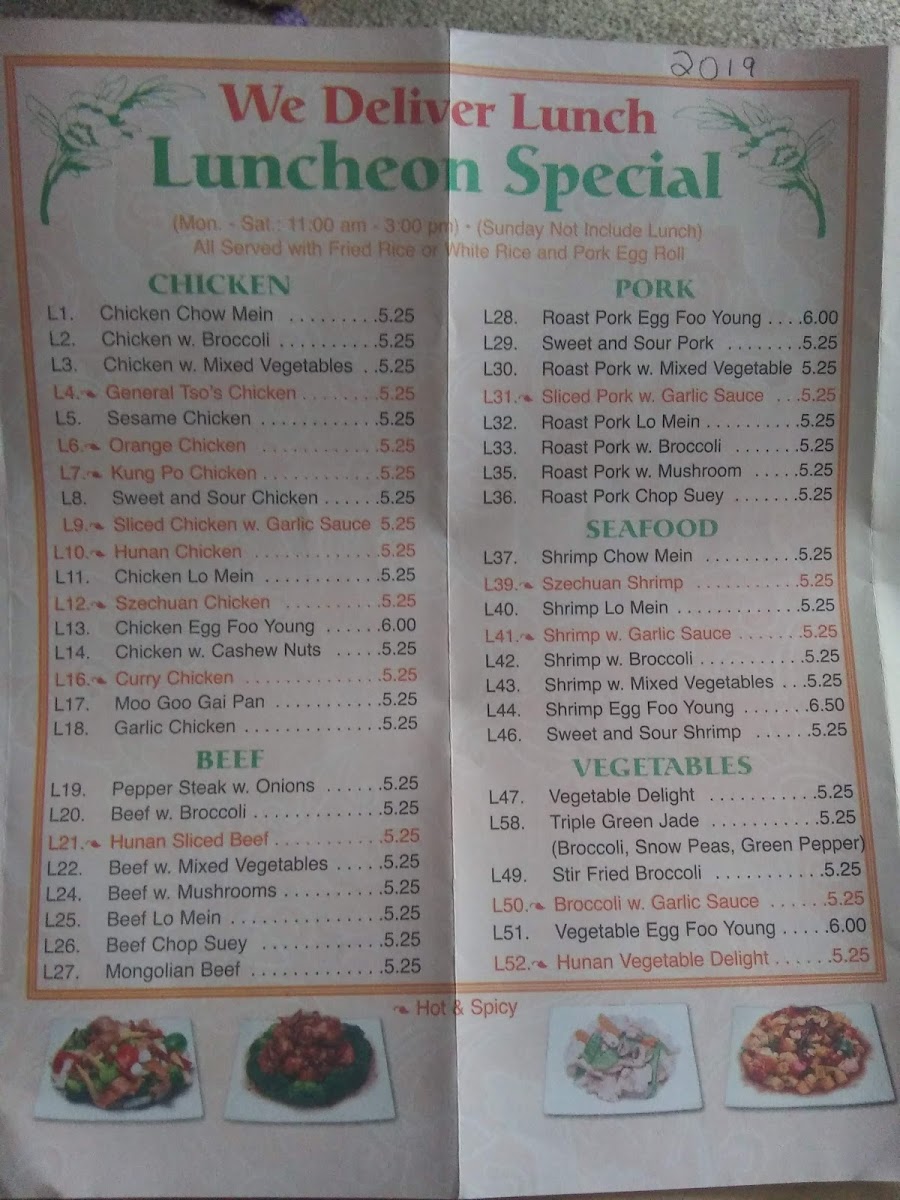 2019
We Deliver Lunch
Luncheon Special
(Mon. - Sat.: 11:00 am - 3:00 pm) • (Sunday Not Include Lunch)
All Served with Fried Rice or White Rice and Pork Egg Roll
CHICKEN
L1. Chicken Chow Mein .........5.25
L2. Chicken w. Broccoli ..........5.25
L3. Chicken w. Mixed Vegetables ..5.25
L4. General Tso's Chicken ........5.25
L5. Sesame Chicken ............5.25
L6. Orange Chicken ............5.25
L7. Kung Po Chicken ............5.25
L8. Sweet and Sour Chicken ......5.25
L9. Sliced Chicken w. Garlic Sauce 5.25
L10. Hunan Chicken ............5.25
L11. Chicken Lo Mein ...........5.25
L12. Szechuan Chicken .........5.25
L13. Chicken Egg Foo Young ......6.00
L14. Chicken w. Cashew Nuts .....5.25
L16. Curry Chicken .............5.25
L17. Moo Goo Gai Pan ..........5.25
L18. Garlic Chicken .............5.25
BEEF
L19. Pepper Steak w. Onions ......5.25
L20. Beef w. Broccoli ............5.25
L21. Hunan Sliced Beef ..........5.25
L22. Beef w. Mixed Vegetables .....5.25
L24. Beef w. Mushrooms .........5.25
L25. Beef Lo Mein ..............5.25
L26. Beef Chop Suey ...........5.25
L27. Mongolian Beef ............5.25
PORK
L28. Roast Pork Egg Foo Young ....6.00
L29. Sweet and Sour Pork .......5.25
L30. Roast Pork w. Mixed Vegetable 5.25
L31. Sliced Pork w. Garlic Sauce ...5.25
L32. Roast Pork Lo Mein .........5.25
L33. Roast Pork w. Broccoli .......5.25
L35. Roast Pork w. Mushroom .....5.25
L36. Roast Pork Chop Suey .......5.25
SEAFOOD
L37. Shrimp Chow Mein .........5.25
L39. Szechuan Shrimp ..........5.25
L40. Shrimp Lo Mein ............5.25
L41. Shrimp w. Garlic Sauce .......5.25
L42. Shrimp w. Broccoli ..........5.25
L43. Shrimp w. Mixed Vegetables ...5.25
L44. Shrimp Egg Foo Young .......6.50
L46. Sweet and Sour Shrimp ......5.25
VEGETABLES
L47. Vegetable Delight ...........5.25
L58. Triple Green Jade ...........5.25
(Broccoli, Snow Peas, Green Pepper)
L49. Stir Fried Broccoli ...........5.25
L50. Broccoli w. Garlic Sauce ......5.25
L51. Vegetable Egg Foo Young .....6.00
L52. Hunan Vegetable Delight ......5.25
Hot & Spicy